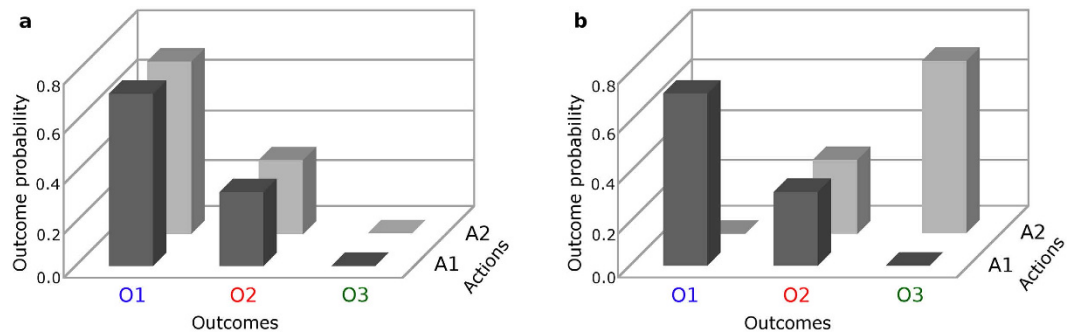 a
0.8
0.6
0.4
0.2
0.0
Outcome probability
O1 O2 O3
Outcomes
A1
A2
Actions
b
0.8
0.6
0.4
0.2
0.0
Outcome probability
O1 O2 O3
Outcomes
A1
A2
Actions